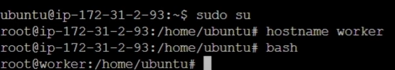 ubuntu@ip-172-31-2-93:~$ sudo su
root@ip-172-31-2-93:/home/ubuntu# hostname worker
root@ip-172-31-2-93:/home/ubuntu# bash
root@worker:/home/ubuntu#